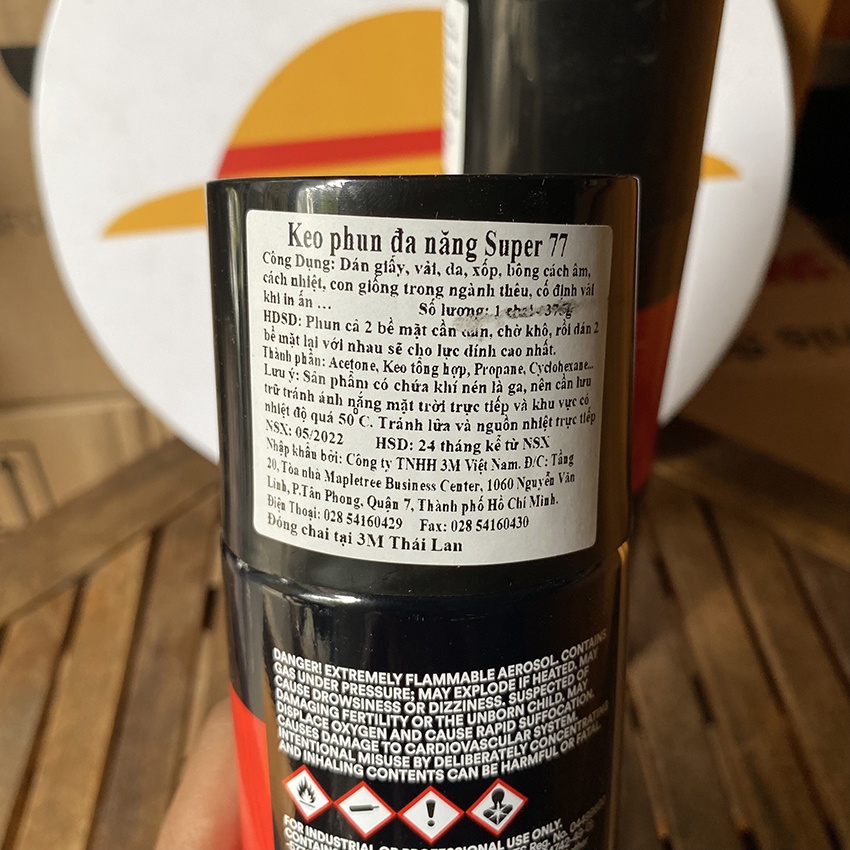 Keo phun đa năng Super 77
Công Dụng: Dán giấy, vải, da, xốp, bông cách âm,
cách nhiệt, con giống trong ngành thêu, cố định vải
khi in ấn ... Số lượng: 1 chai - 375g
HDSD: Phun cả 2 bề mặt cần dán, chờ khô, rồi dán 2
bề mặt lại với nhau sẽ cho lực dính cao nhất.
Thành phần: Acetone, Keo tổng hợp, Propane, Cyclohexane...
Lưu ý: Sản phẩm có chứa khí nén là ga, nên cần lưu
trữ tránh ánh nắng mặt trời trực tiếp và khu vực có
nhiệt độ quá 50°C. Tránh lửa và nguồn nhiệt trực tiếp
NSX: 05/2022 HSD: 24 tháng kể từ NSX
Nhập khẩu bởi: Công ty TNHH 3M Việt Nam. Đ/C: Tầng
20, Tòa nhà Mapletree Business Center, 1060 Nguyễn Văn
Linh, P.Tân Phong, Quận 7, Thành phố Hồ Chí Minh.
Điện Thoại: 028 54160429 Fax: 028 54160430
Đóng chai tại 3M Thái Lan
DANGER! EXTREMELY FLAMMABLE AEROSOL. CONTAINS
GAS UNDER PRESSURE; MAY EXPLODE IF HEATED. MAY
CAUSE DROWSINESS OR DIZZINESS. SUSPECTED OF
DAMAGING FERTILITY OR THE UNBORN CHILD. MAY
DISPLACE OXYGEN AND CAUSE RAPID SUFFOCATION.
CAUSES DAMAGE TO CARDIOVASCULAR SYSTEM.
INTENTIONAL MISUSE BY DELIBERATELY CONCENTRATING
AND INHALING CONTENTS CAN BE HARMFUL OR FATAL.
FOR INDUSTRIAL OR PROFESSIONAL USE ONLY.